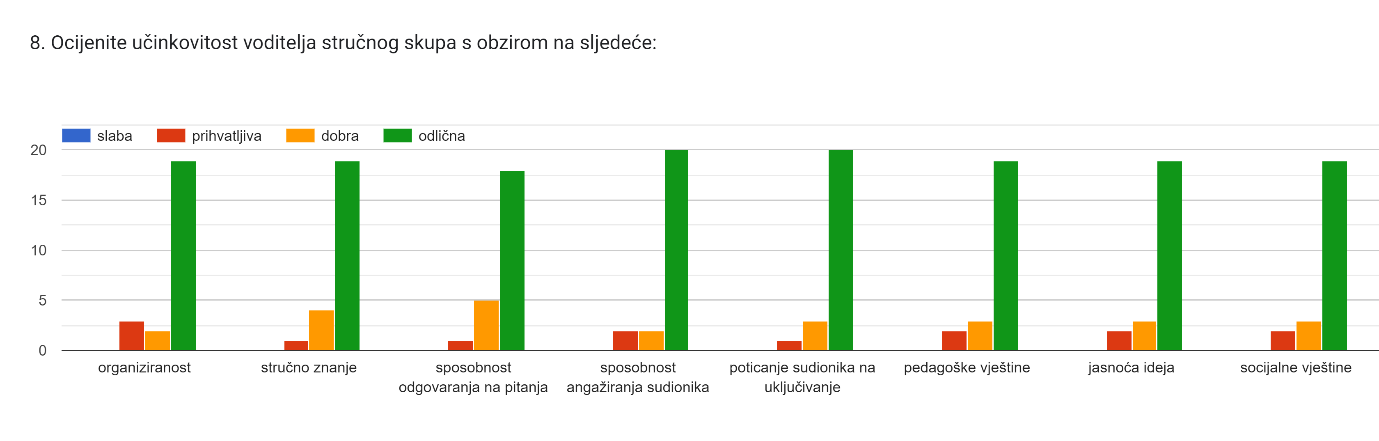 8. Ocijenite učinkovitost voditelja stručnog skupa s obzirom na sljedeće:
slaba prihvatljiva dobra odlična
20
15
10
5
0
organiziranost stručno znanje sposobnost sposobnost poticanje sudionika na pedagoške vještine jasnoća ideja socijalne vještine
odgovaranja na pitanja angažiranja sudionika uključivanje